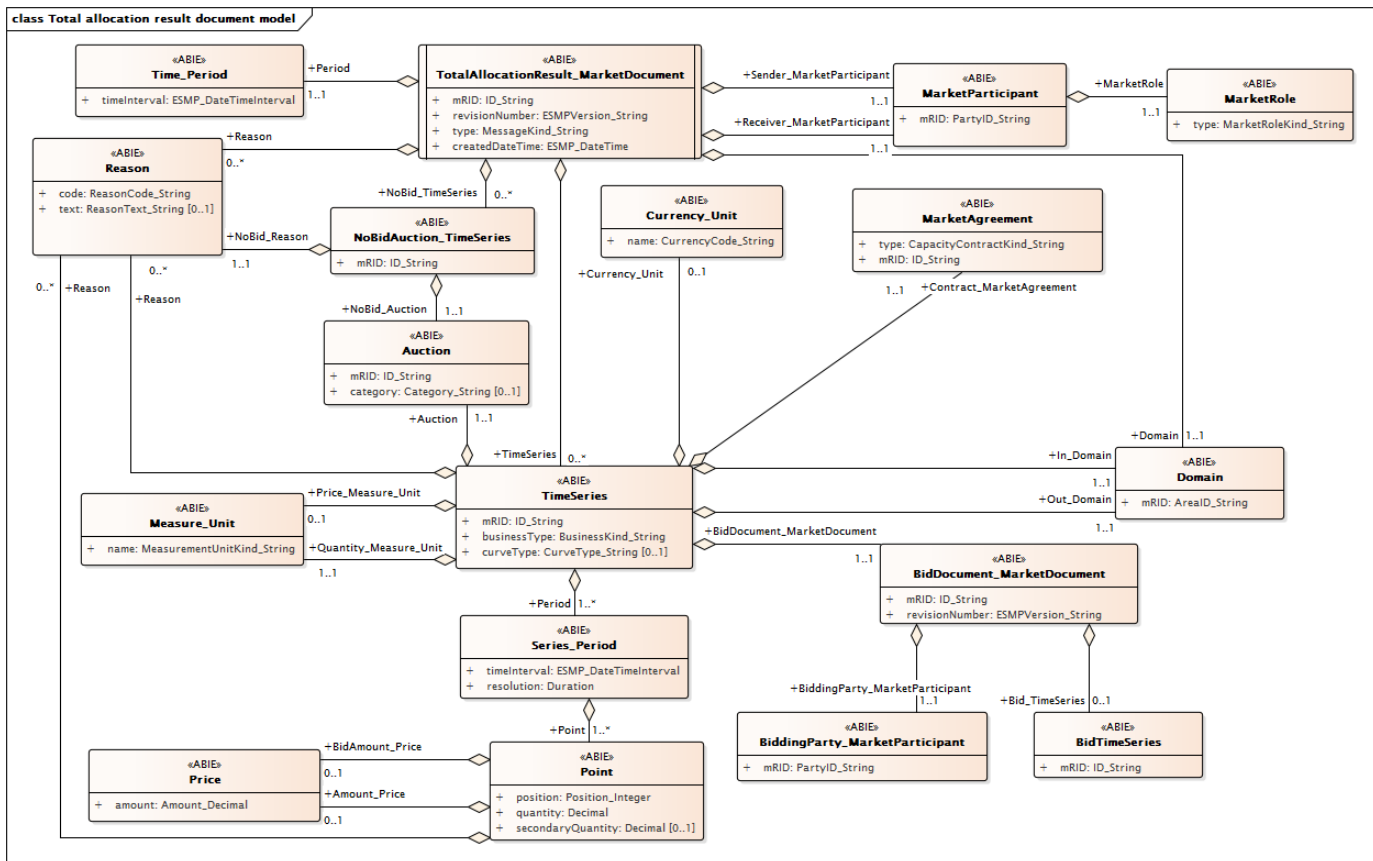 class Total allocation result document model
«ABIE»
Time_Period
+ timeInterval: ESMP_DateTimeInterval
+Period
1..1
«ABIE»
TotalAllocationResult_MarketDocument
+ mRID: ID_String
+ revisionNumber: ESMPVersion_String
+ type: MessageKind_String
+ createdDateTime: ESMP_DateTime
+Sender_MarketParticipant
1..1
+Receiver_MarketParticipant
1..1
«ABIE»
MarketParticipant
+ mRID: PartyID_String
+MarketRole
1..1
«ABIE»
MarketRole
+ type: MarketRoleKind_String
+Reason
0..*
«ABIE»
Reason
+ code: ReasonCode_String
+ text: ReasonText_String [0..1]
+NoBid_TimeSeries
0..*
+NoBid_Reason
1..1
«ABIE»
NoBidAuction_TimeSeries
+ mRID: ID_String
«ABIE»
Currency_Unit
+ name: CurrencyCode_String
+Currency_Unit
0..1
«ABIE»
MarketAgreement
+ type: CapacityContractKind_String
+ mRID: ID_String
1..1
+Contract_MarketAgreement
0..*
+Reason
0..*
+Reason
+NoBid_Auction
1..1
«ABIE»
Auction
+ mRID: ID_String
+ category: Category_String [0..1]
+Auction
1..1
+TimeSeries
0..*
+Domain
1..1
+In_Domain
1..1
+Out_Domain
1..1
«ABIE»
Domain
+ mRID: AreaID_String
«ABIE»
TimeSeries
+ mRID: ID_String
+ businessType: BusinessKind_String
+ curveType: CurveType_String [0..1]
+Price_Measure_Unit
0..1
+Quantity_Measure_Unit
1..1
«ABIE»
Measure_Unit
+ name: MeasurementUnitKind_String
+BidDocument_MarketDocument
1..1
«ABIE»
BidDocument_MarketDocument
+ mRID: ID_String
+ revisionNumber: ESMPVersion_String
+Period
1..*
«ABIE»
Series_Period
+ timeInterval: ESMP_DateTimeInterval
+ resolution: Duration
+BiddingParty_MarketParticipant
1..1
+Bid_TimeSeries
0..1
«ABIE»
BiddingParty_MarketParticipant
+ mRID: PartyID_String
«ABIE»
BidTimeSeries
+ mRID: ID_String
+Point
1..*
+BidAmount_Price
0..1
+Amount_Price
0..1
«ABIE»
Price
+ amount: Amount_Decimal
«ABIE»
Point
+ position: Position_Integer
+ quantity: Decimal
+ secondaryQuantity: Decimal [0..1]